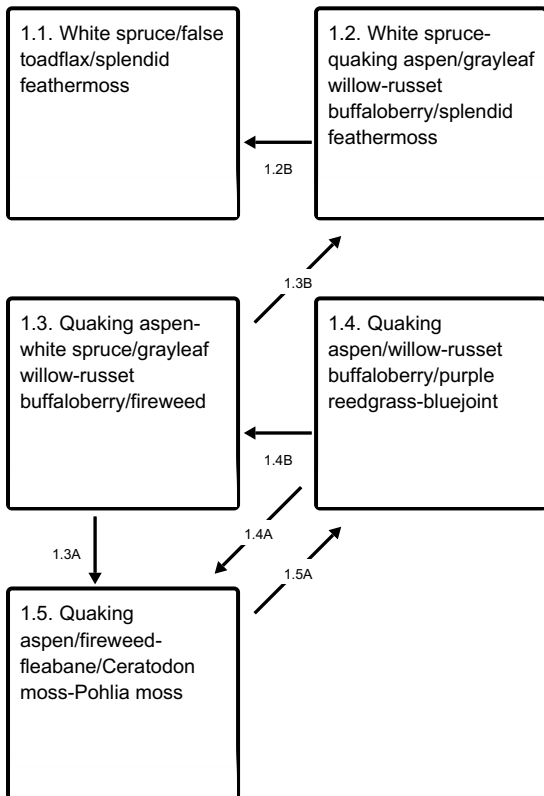 1.1. White spruce/false
toadflax/splendid
feathermoss
1.2. White spruce-
quaking aspen/grayleaf
willow-russet
buffaloberry/splendid
feathermoss
1.2B
1.3B
1.3. Quaking aspen-
white spruce/grayleaf
willow-russet
buffaloberry/fireweed
1.4. Quaking
aspen/willow-russet
buffaloberry/purple
reedgrass-bluejoint
1.4B
1.4A
1.3A
1.5A
1.5. Quaking
aspen/fireweed-
fleabane/Ceratodon
moss-Pohlia moss